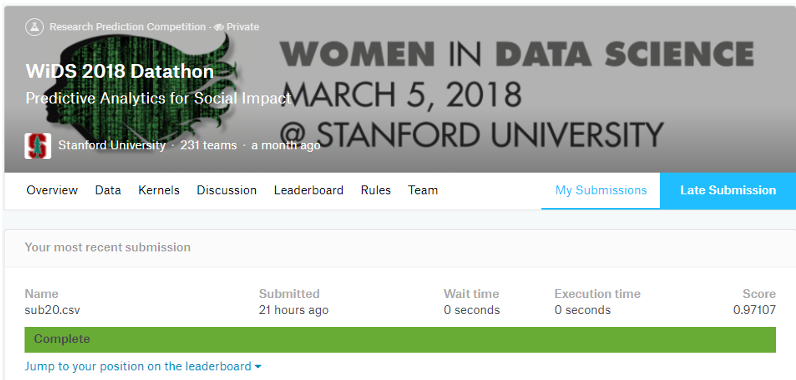 Research Prediction Competition · Private
WiDS 2018 Datathon
Predictive Analytics for Social Impact
WOMEN IN DATA SCIENCE
MARCH 5, 2018
@ STANFORD UNIVERSITY
Stanford University · 231 teams · a month ago
Overview Data Kernels Discussion Leaderboard Rules Team My Submissions Late Submission
Your most recent submission
Name Submitted Wait time Execution time Score
sub20.csv 21 hours ago 0 seconds 0 seconds 0.97107
Complete
Jump to your position on the leaderboard